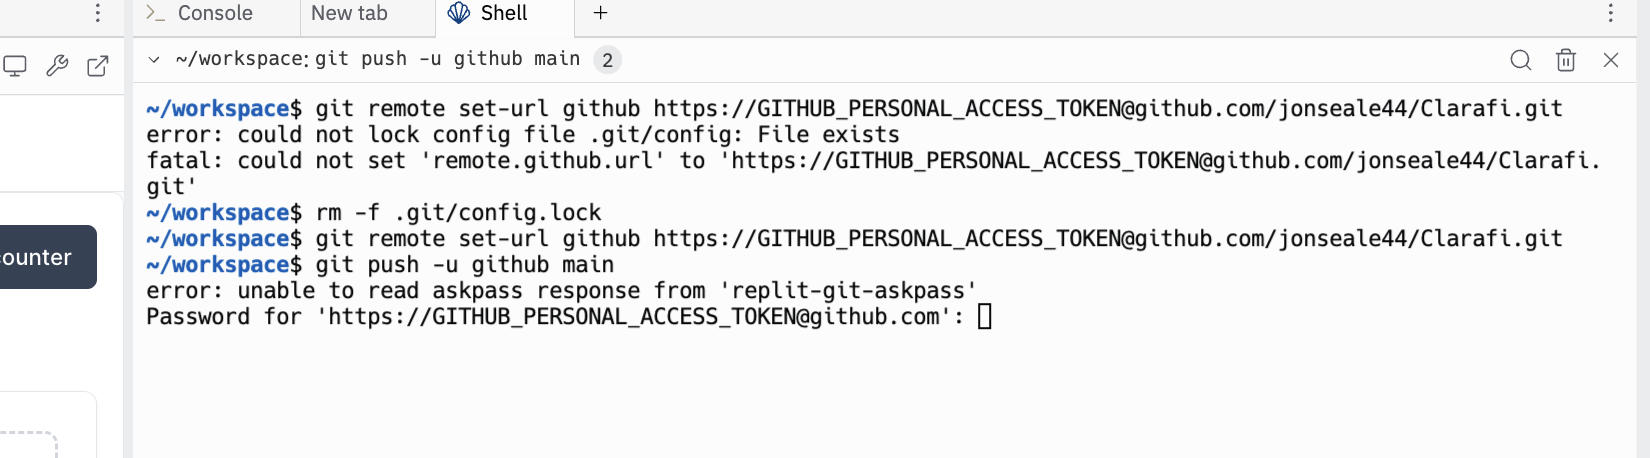 Console
New tab
Shell
+
~/workspace: git push -u github main 2
~/workspace$ git remote set-url github https://GITHUB_PERSONAL_ACCESS_TOKEN@github.com/jonseale44/Clarafi.git
error: could not lock config file .git/config: File exists
fatal: could not set 'remote.github.url' to 'https://GITHUB_PERSONAL_ACCESS_TOKEN@github.com/jonseale44/Clarafi.
git'
~/workspace$ rm -f .git/config.lock
~/workspace$ git remote set-url github https://GITHUB_PERSONAL_ACCESS_TOKEN@github.com/jonseale44/Clarafi.git
~/workspace$ git push -u github main
error: unable to read askpass response from 'replit-git-askpass'
Password for 'https://GITHUB_PERSONAL_ACCESS_TOKEN@github.com':
ounter